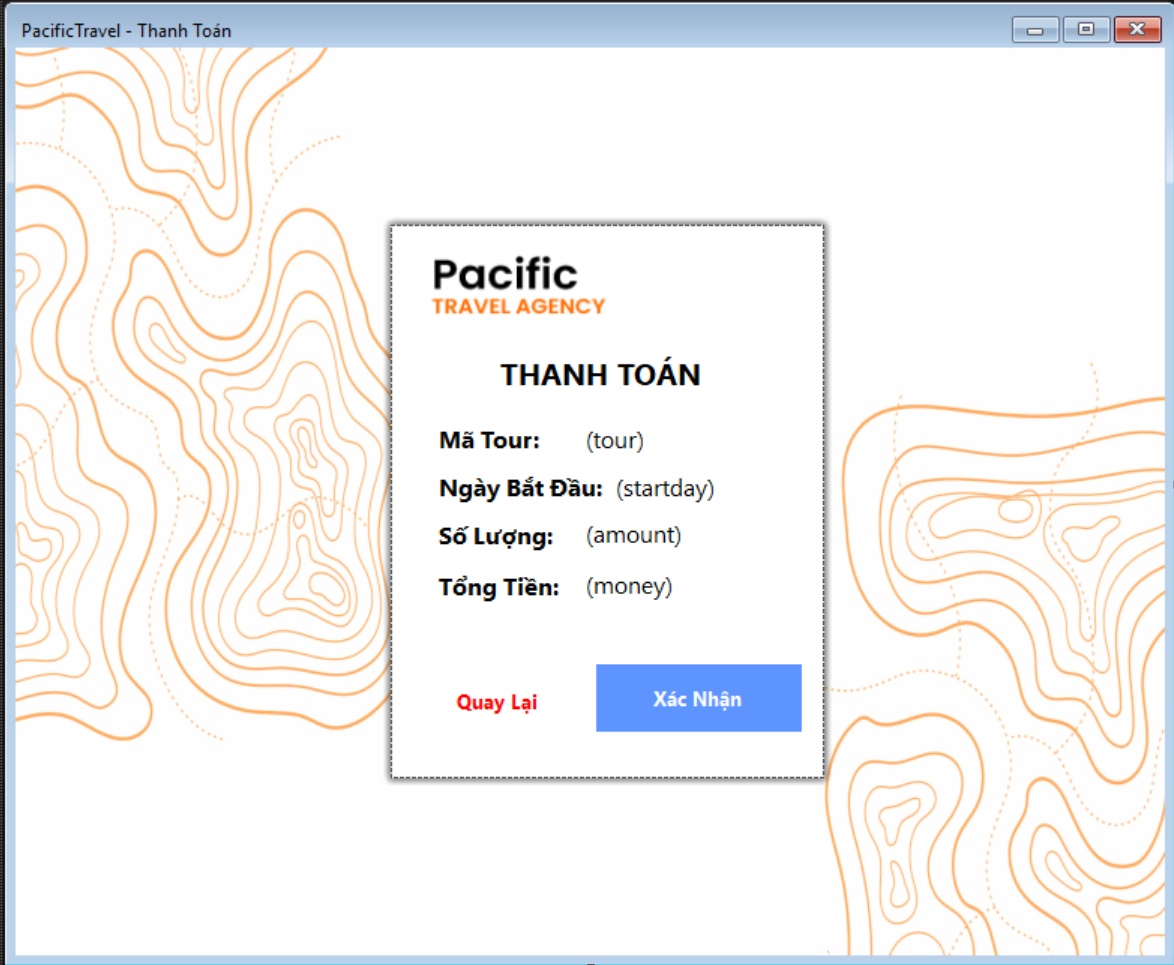 PacificTravel - Thanh Toán
Pacific
TRAVEL AGENCY
THANH TOÁN
Mã Tour: (tour)
Ngày Bắt Đầu: (startday)
Số Lượng: (amount)
Tổng Tiền: (money)
Quay Lại Xác Nhận